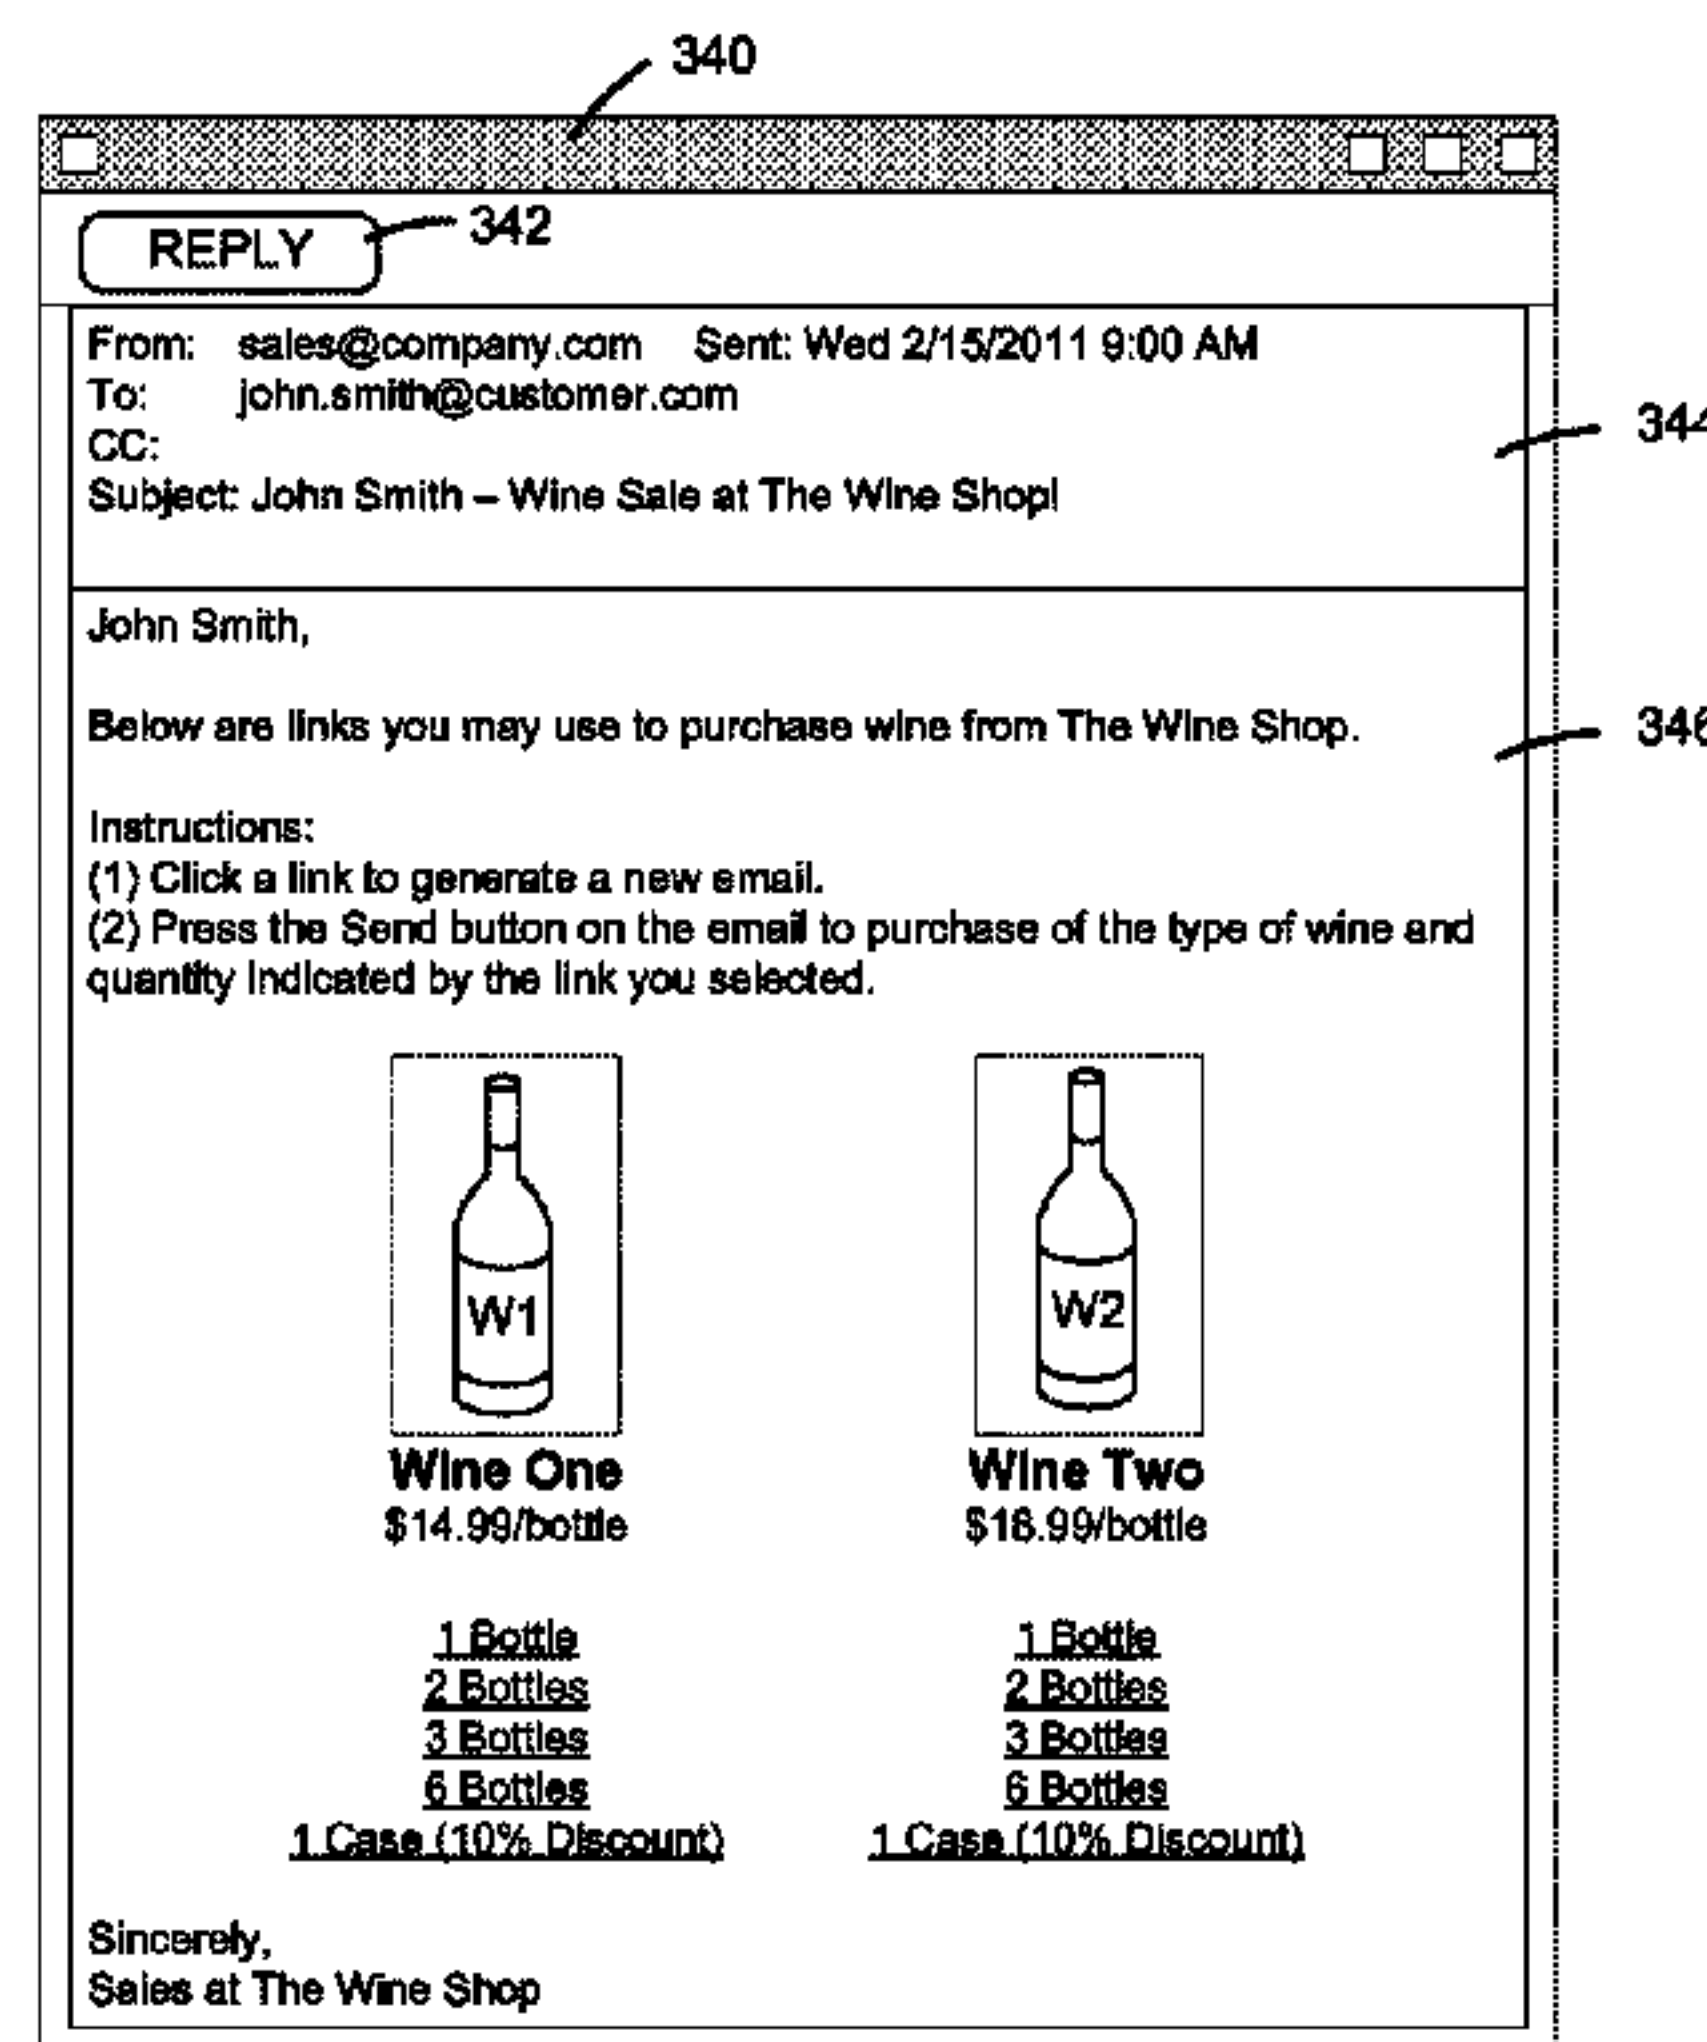 340
REPLY 342
From: sales@company.com Sent: Wed 2/15/2011 9:00 AM
To: john.smith@customer.com
344
CC:
Subject: John Smith – Wine Sale at The Wine Shop!
John Smith,
Below are links you may use to purchase wine from The Wine Shop.
346
Instructions:
(1) Click a link to generate a new email.
(2) Press the Send button on the email to purchase of the type of wine and
quantity indicated by the link you selected.
W1 W2
Wine One Wine Two
$14.99/bottle
1 Bottle 1 Bottle
2 Bottles 2 Bottles
3 Bottles 3 Bottles
6 Bottles 6 Bottles
1 Case (10% Discount) 1 Case (10% Discount)
Sincerely,
Sales at The Wine Shop